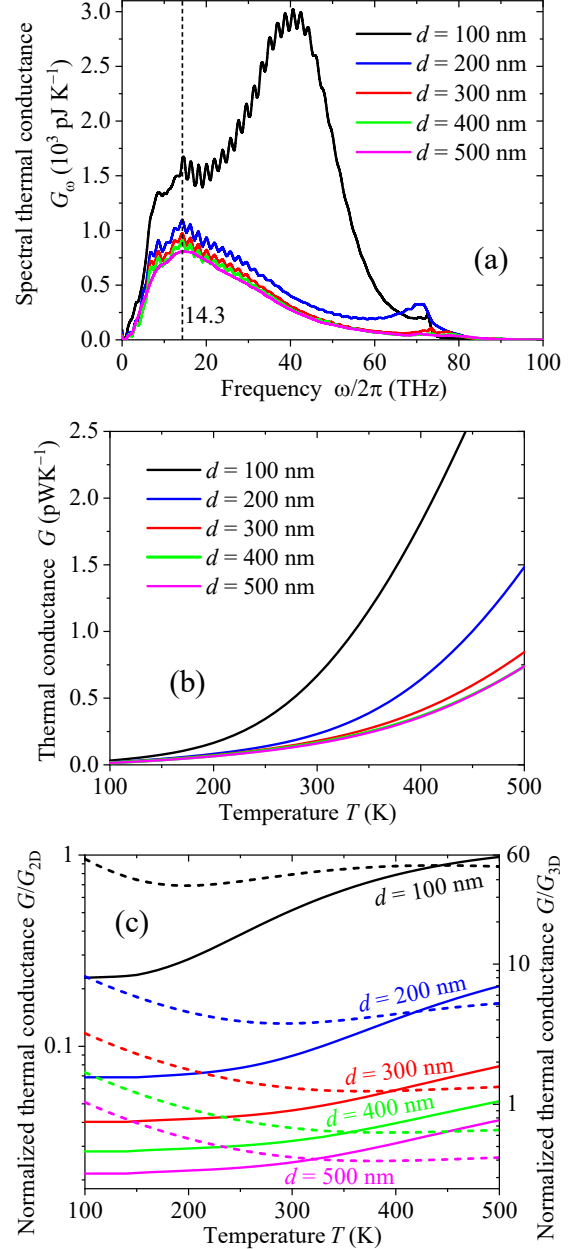 3.0
2.5
2.0
1.5
1.0
0.5
0.0
Spectral thermal conductance
G_ω (10³ pJ K⁻¹)
d = 100 nm
d = 200 nm
d = 300 nm
d = 400 nm
d = 500 nm
(a)
14.3
0 20 40 60 80 100
Frequency ω/2π (THz)
2.5
2.0
1.5
1.0
0.5
0.0
Thermal conductance G (pWK⁻¹)
d = 100 nm
d = 200 nm
d = 300 nm
d = 400 nm
d = 500 nm
(b)
100 200 300 400 500
Temperature T (K)
1
0.1
Normalized thermal conductance G/G₂D
(c)
d = 100 nm
d = 200 nm
d = 300 nm
d = 400 nm
d = 500 nm
60
10
1
Normalized thermal conductance G/G₃D
100 200 300 400 500
Temperature T (K)